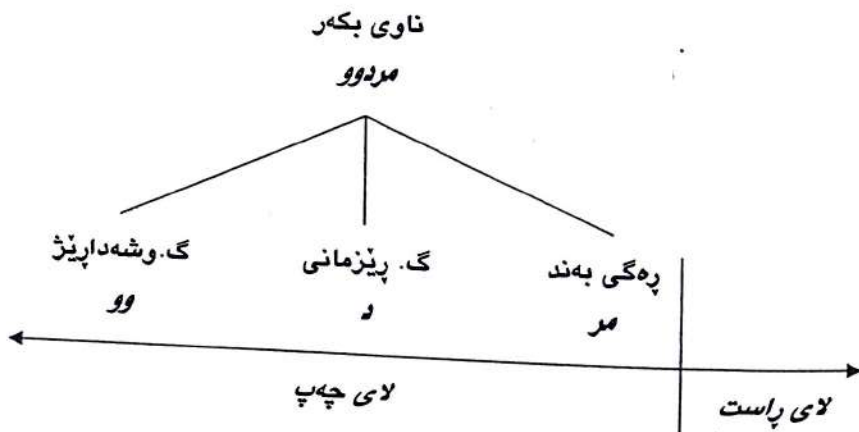 ناوی بکەر
مردوو
ڕەگی بەند
گ. ڕێزمانی
گ.وشەداڕێژ
مر
د
وو
لای ڕاست
لای چەپ